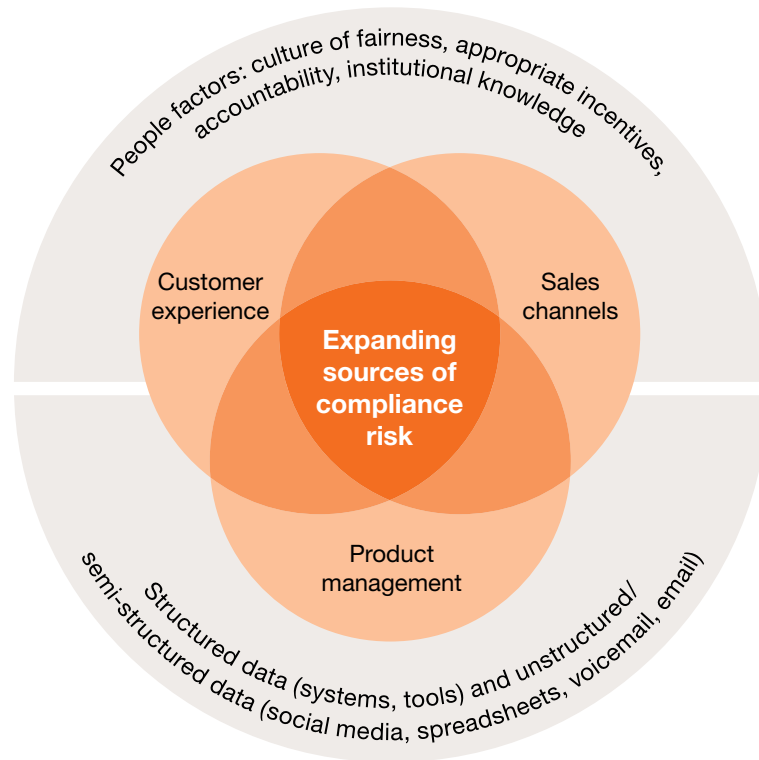 People factors: culture of fairness, appropriate incentives,
accountability, institutional knowledge
Customer
experience
Sales
channels
Expanding
sources of
compliance
risk
Product
management
Structured data (systems, tools) and unstructured/
semi-structured data (social media, spreadsheets, voicemail, email)